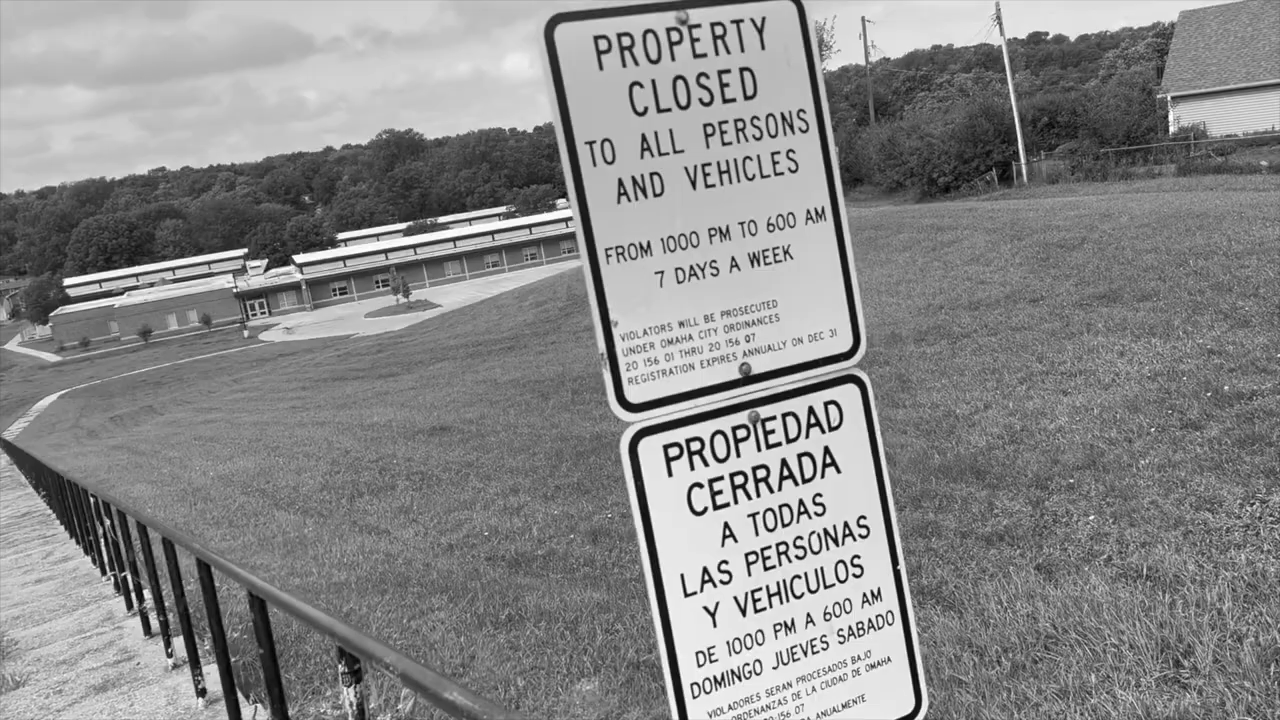 PROPERTY
CLOSED
TO ALL PERSONS
AND VEHICLES
FROM 1000 PM TO 600 AM
7 DAYS A WEEK
VIOLATORS WILL BE PROSECUTED
UNDER OMAHA CITY ORDINANCES
20 156 01 THRU 20 156 07
REGISTRATION EXPIRES ANNUALLY ON DEC 31
PROPIEDAD
CERRADA
A TODAS
LAS PERSONAS
Y VEHICULOS
DE 1000 PM A 600 AM
DOMINGO JUEVES SABADO
VIOLADORES SERAN PROCESADOS BAJO
ORDENANZAS DE LA CIUDAD DE OMAHA
156.07
ANUALMENTE